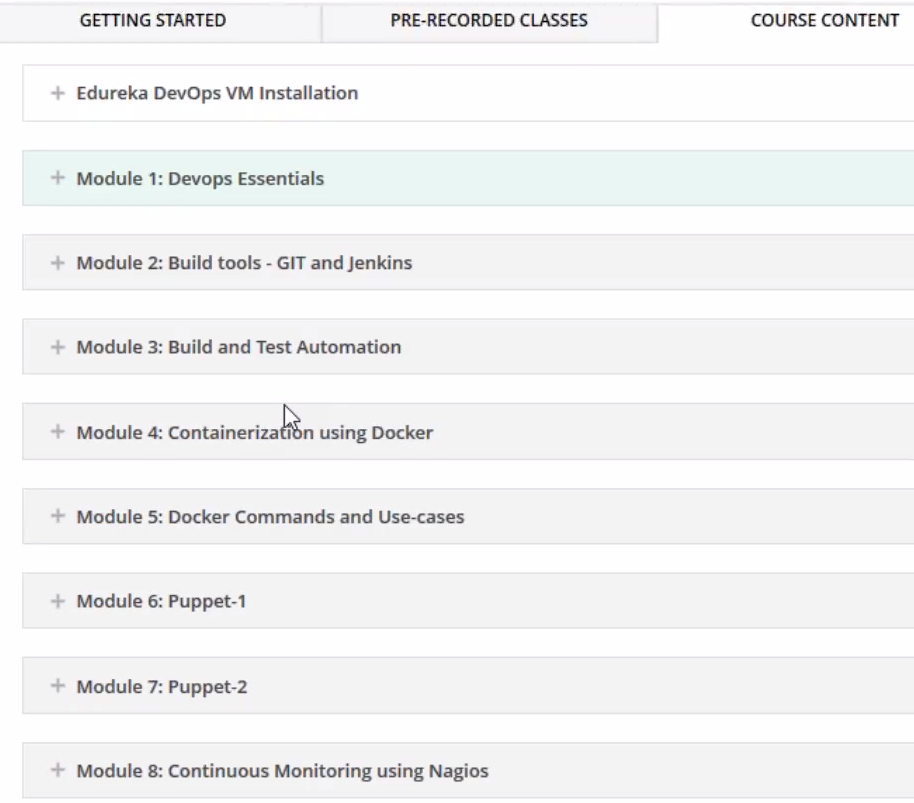 GETTING STARTED
PRE-RECORDED CLASSES
COURSE CONTENT
Edureka DevOps VM Installation
Module 1: Devops Essentials
Module 2: Build tools - GIT and Jenkins
Module 3: Build and Test Automation
Module 4: Containerization using Docker
Module 5: Docker Commands and Use-cases
Module 6: Puppet-1
Module 7: Puppet-2
Module 8: Continuous Monitoring using Nagios